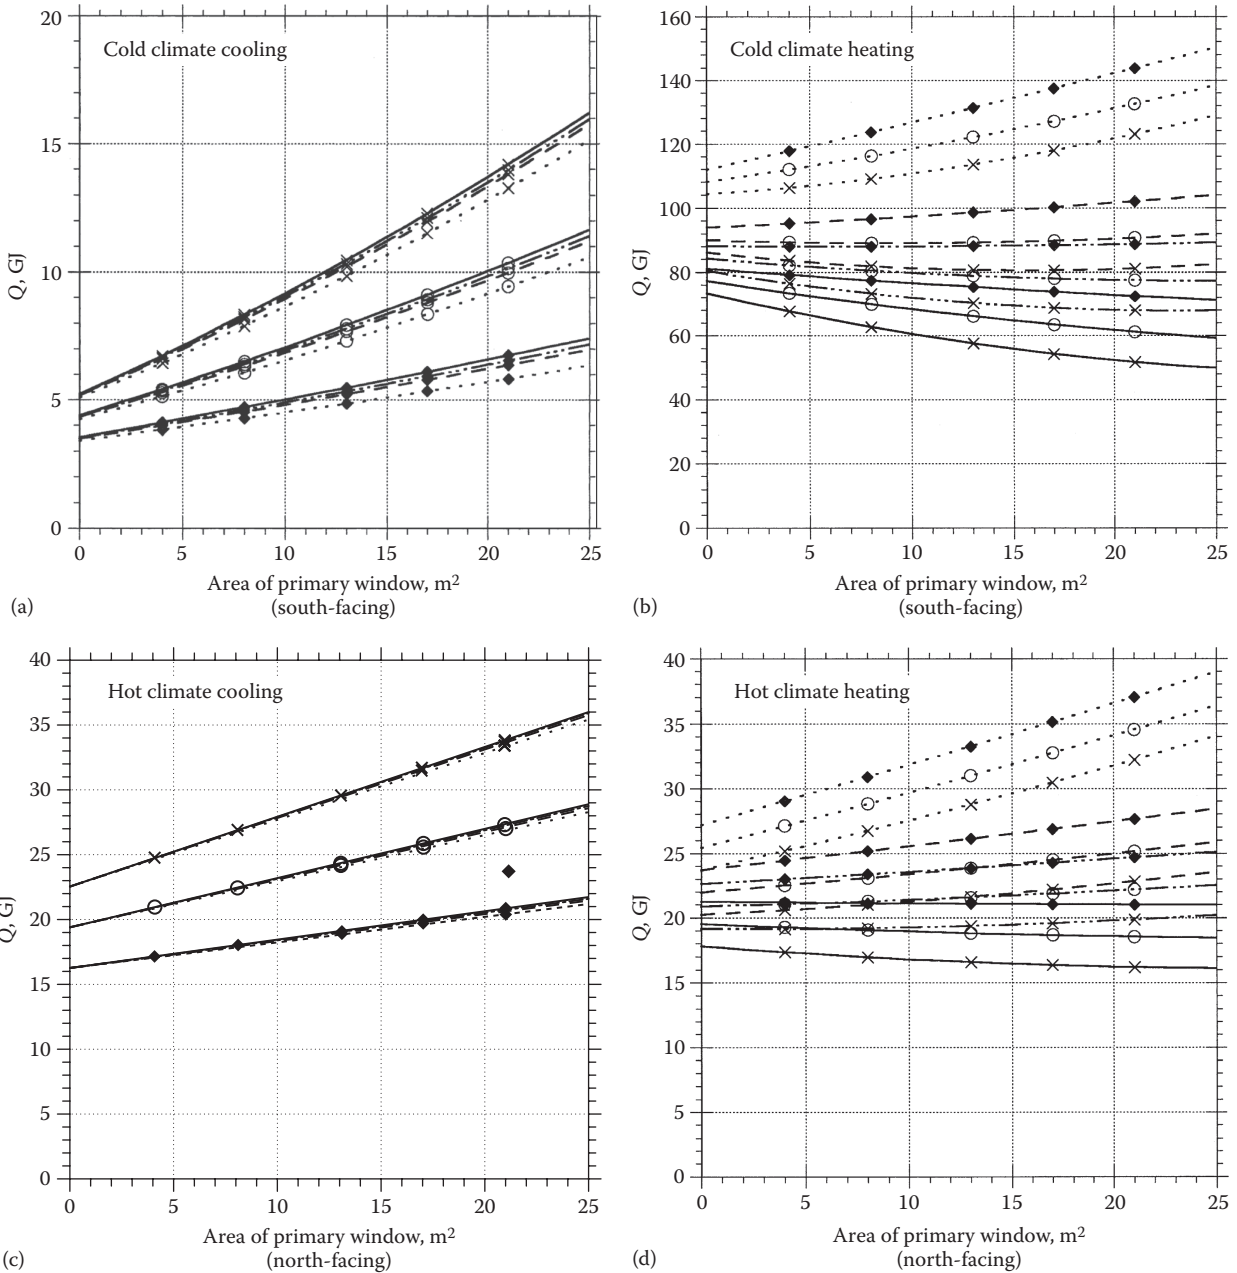 20
15
10
5
0
Q, GJ
Cold climate cooling
0 5 10 15 20 25
Area of primary window, m²
(south-facing)
(a)
160
140
120
100
80
60
40
20
0
Q, GJ
Cold climate heating
0 5 10 15 20 25
Area of primary window, m²
(south-facing)
(b)
40
35
30
25
20
15
10
5
0
Q, GJ
Hot climate cooling
0 5 10 15 20 25
Area of primary window, m²
(north-facing)
(c)
40
35
30
25
20
15
10
5
0
Q, GJ
Hot climate heating
0 5 10 15 20 25
Area of primary window, m²
(north-facing)
(d)